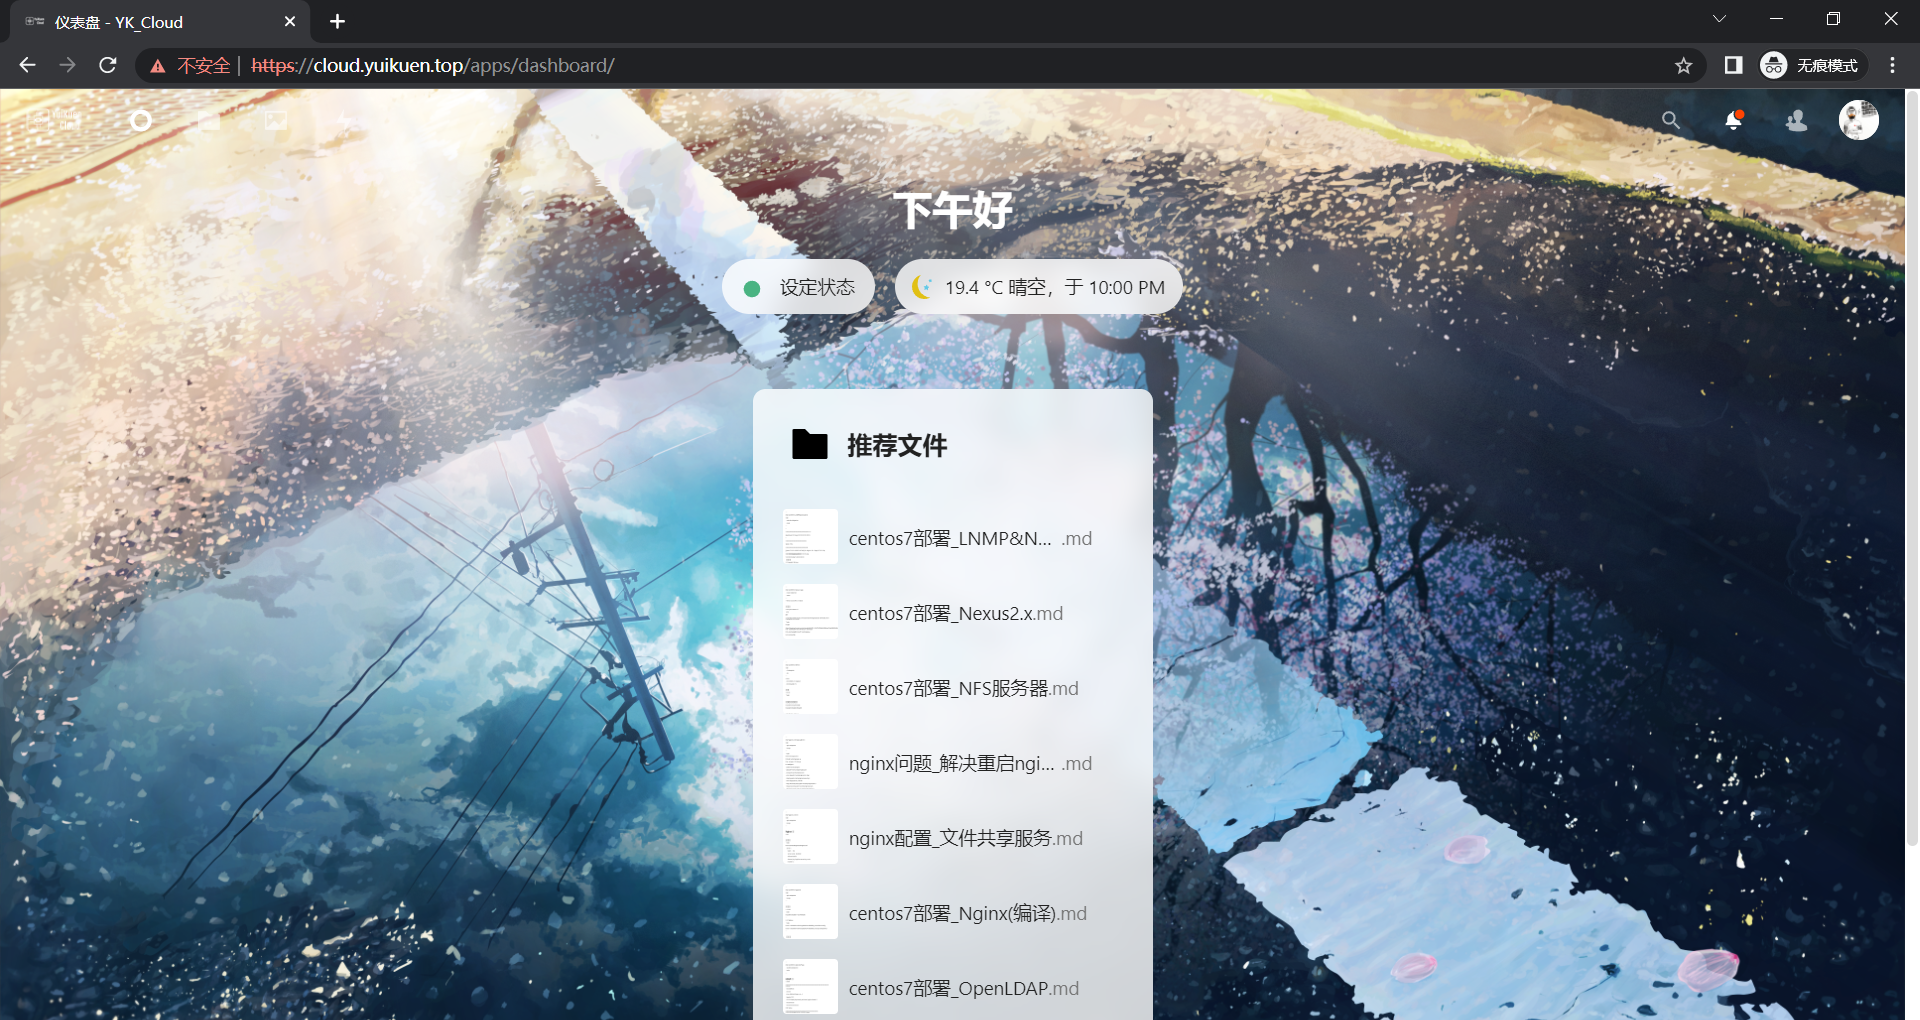 仪表盘 - YK_Cloud
不安全 | https://cloud.yuikuen.top/apps/dashboard/
无痕模式
下午好
设定状态
19.4 °C 晴空，于 10:00 PM
推荐文件
centos7部署_LNMP&N... .md
centos7部署_Nexus2.x.md
centos7部署_NFS服务器.md
nginx问题_解决重启ngi... .md
nginx配置_文件共享服务.md
centos7部署_Nginx(编译).md
centos7部署_OpenLDAP.md